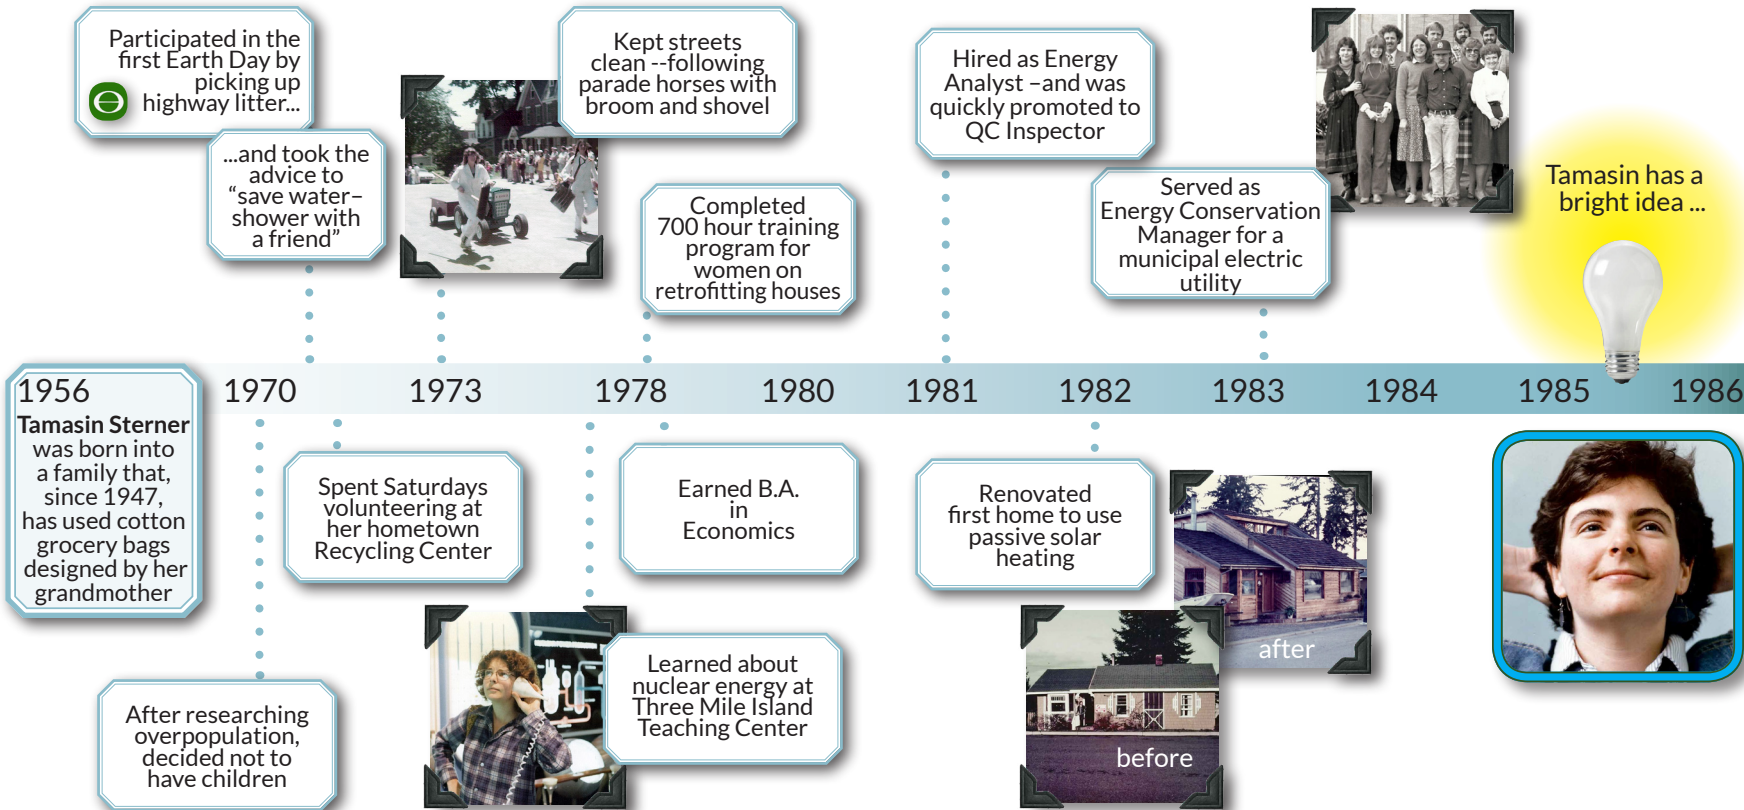 Participated in the
first Earth Day by
picking up
highway litter...
...and took the
advice to
“save water–
shower with
a friend”
Kept streets
clean --following
parade horses with
broom and shovel
Completed
700 hour training
program for
women on
retrofitting houses
Hired as Energy
Analyst –and was
quickly promoted to
QC Inspector
Served as
Energy Conservation
Manager for a
municipal electric
utility
Tamasin has a
bright idea ...
1956
1970
1973
1978
1980
1981
1982
1983
1984
1985
1986
Tamasin Sterner
was born into
a family that,
since 1947,
has used cotton
grocery bags
designed by her
grandmother
After researching
overpopulation,
decided not to
have children
Spent Saturdays
volunteering at
her hometown
Recycling Center
Learned about
nuclear energy at
Three Mile Island
Teaching Center
Earned B.A.
in
Economics
Renovated
first home to use
passive solar
heating
after
before